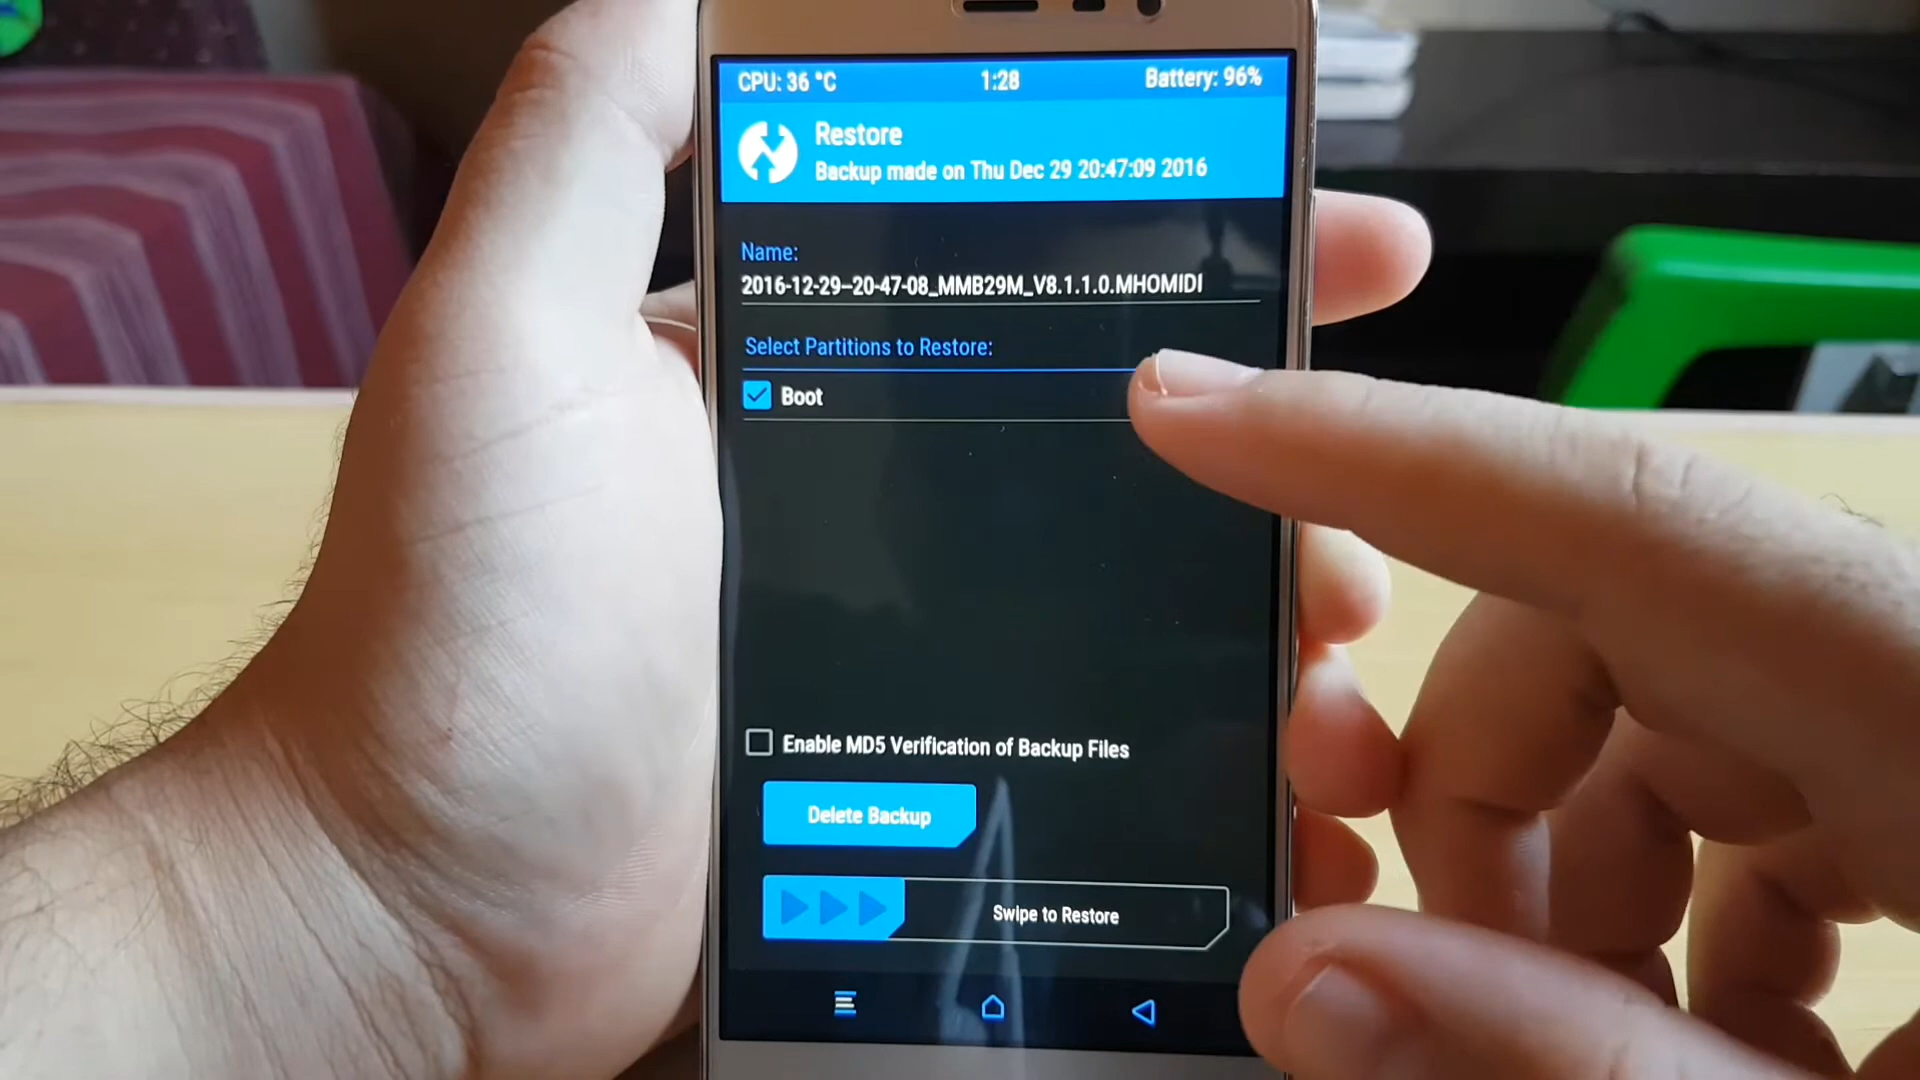 CPU: 36 °C 1:28 Battery: 96%
Restore
Backup made on Thu Dec 29 20:47:09 2016
Name:
2016-12-29--20-47-08_MMB29M_V8.1.1.0.MHOMIDI
Select Partitions to Restore:
Boot
Enable MD5 Verification of Backup Files
Delete Backup
Swipe to Restore